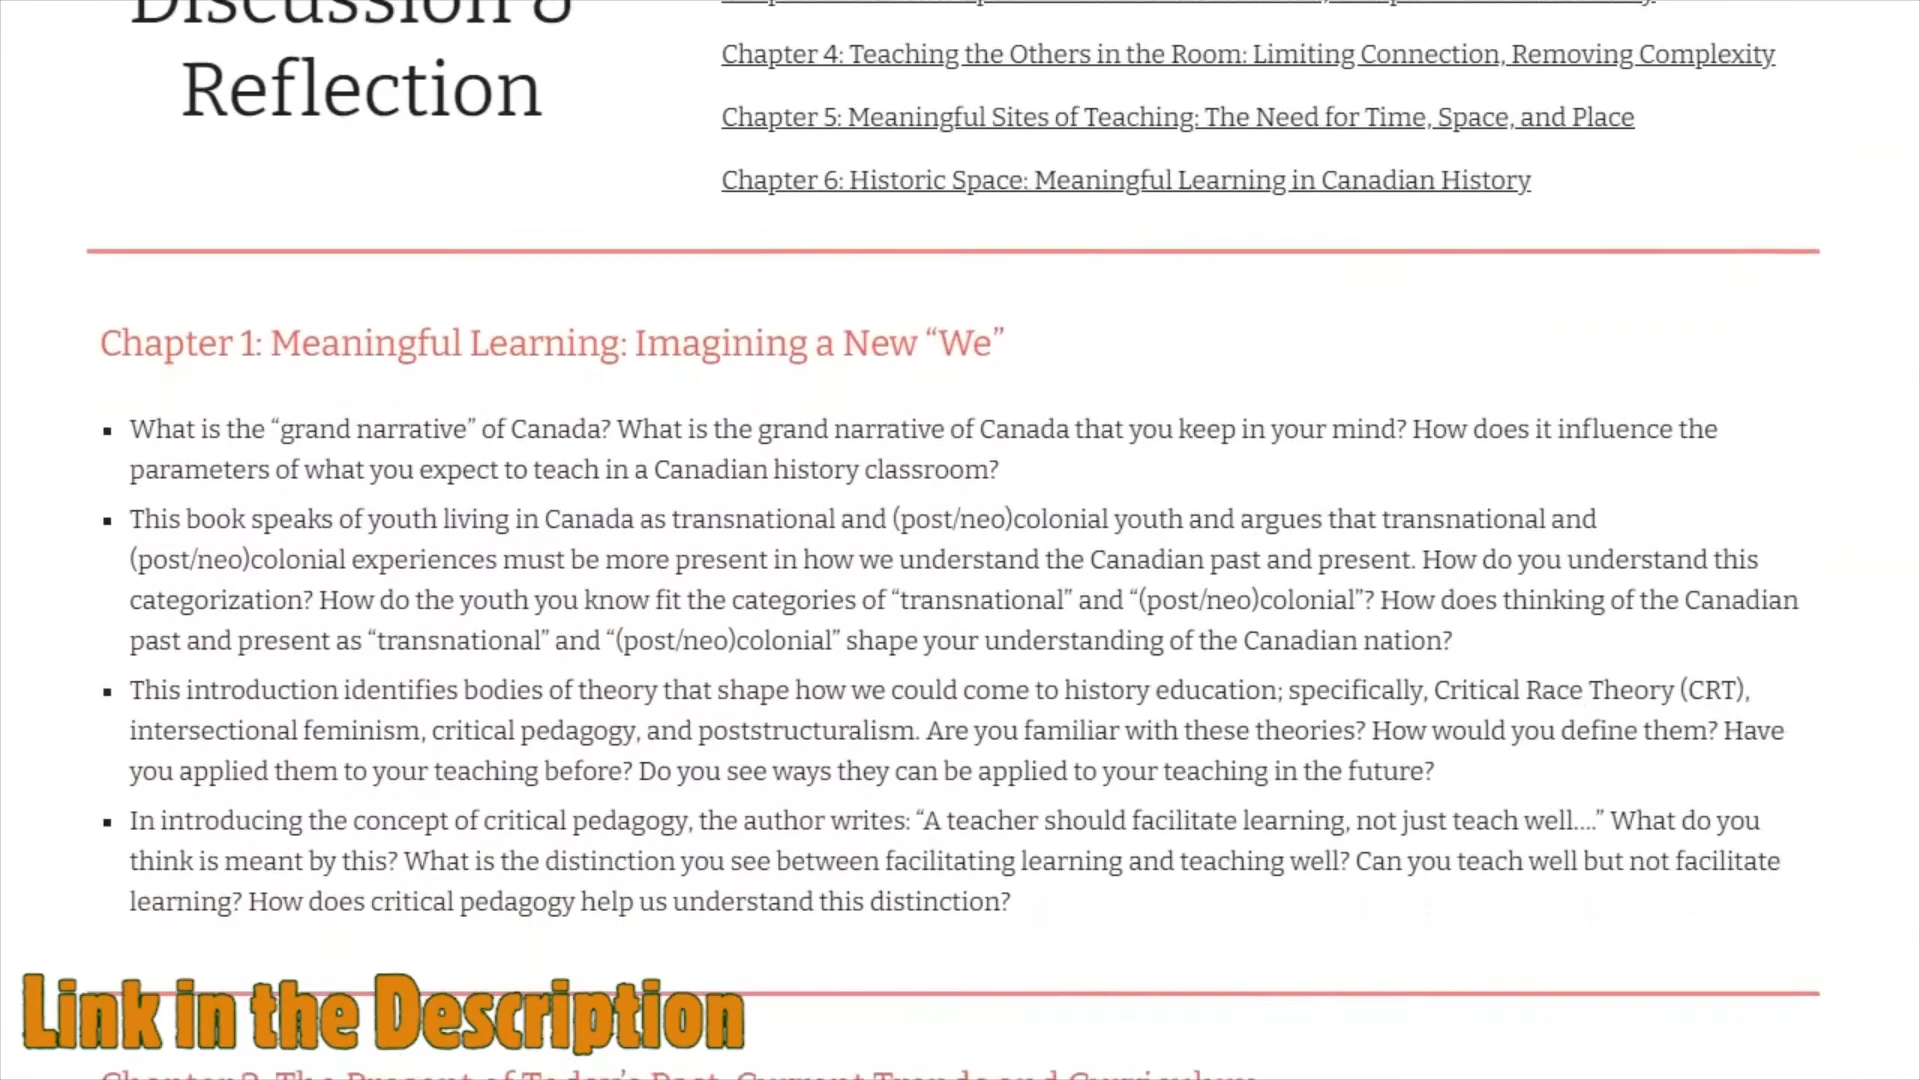 Discussion &
Reflection
Chapter 4: Teaching the Others in the Room: Limiting Connection, Removing Complexity
Chapter 5: Meaningful Sites of Teaching: The Need for Time, Space, and Place
Chapter 6: Historic Space: Meaningful Learning in Canadian History
Chapter 1: Meaningful Learning: Imagining a New “We”
▪ What is the “grand narrative” of Canada? What is the grand narrative of Canada that you keep in your mind? How does it influence the
parameters of what you expect to teach in a Canadian history classroom?
▪ This book speaks of youth living in Canada as transnational and (post/neo)colonial youth and argues that transnational and
(post/neo)colonial experiences must be more present in how we understand the Canadian past and present. How do you understand this
categorization? How do the youth you know fit the categories of “transnational” and “(post/neo)colonial”? How does thinking of the Canadian
past and present as “transnational” and “(post/neo)colonial” shape your understanding of the Canadian nation?
▪ This introduction identifies bodies of theory that shape how we could come to history education; specifically, Critical Race Theory (CRT),
intersectional feminism, critical pedagogy, and poststructuralism. Are you familiar with these theories? How would you define them? Have
you applied them to your teaching before? Do you see ways they can be applied to your teaching in the future?
▪ In introducing the concept of critical pedagogy, the author writes: “A teacher should facilitate learning, not just teach well….” What do you
think is meant by this? What is the distinction you see between facilitating learning and teaching well? Can you teach well but not facilitate
learning? How does critical pedagogy help us understand this distinction?
Link in the Description
Chapter 2: The Present of Today’s Past: Current Trends and Curriculum